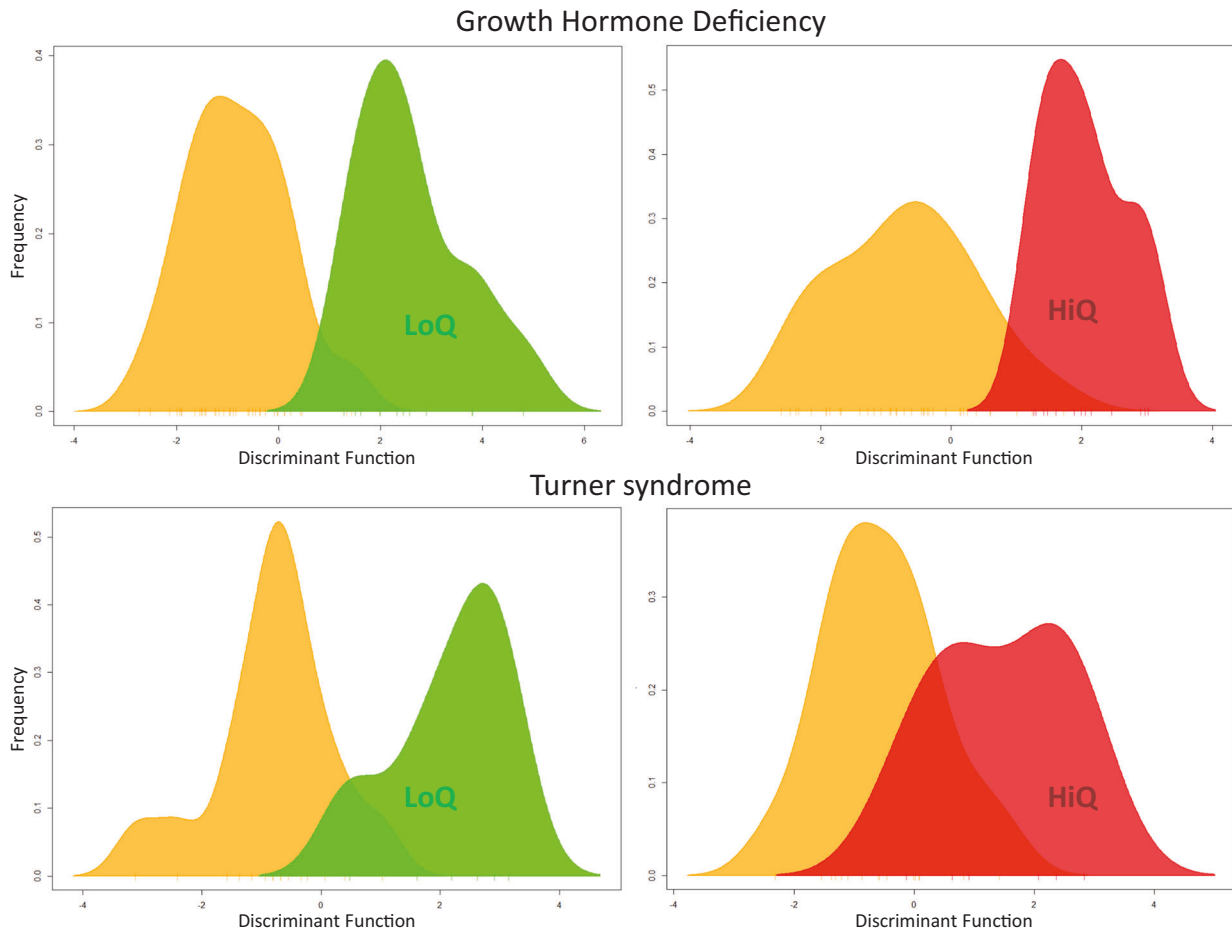 Growth Hormone Deficiency
Frequency
0.4
0.3
0.2
0.1
0.0
LoQ
-4 -2 0 2 4 6
Discriminant Function
0.5
0.4
0.3
0.2
0.1
0.0
HiQ
-4 -2 0 2 4
Discriminant Function
Turner syndrome
Frequency
0.5
0.4
0.3
0.2
0.1
0.0
LoQ
-4 -2 0 2 4
Discriminant Function
0.3
0.2
0.1
0.0
HiQ
-4 -2 0 2 4
Discriminant Function